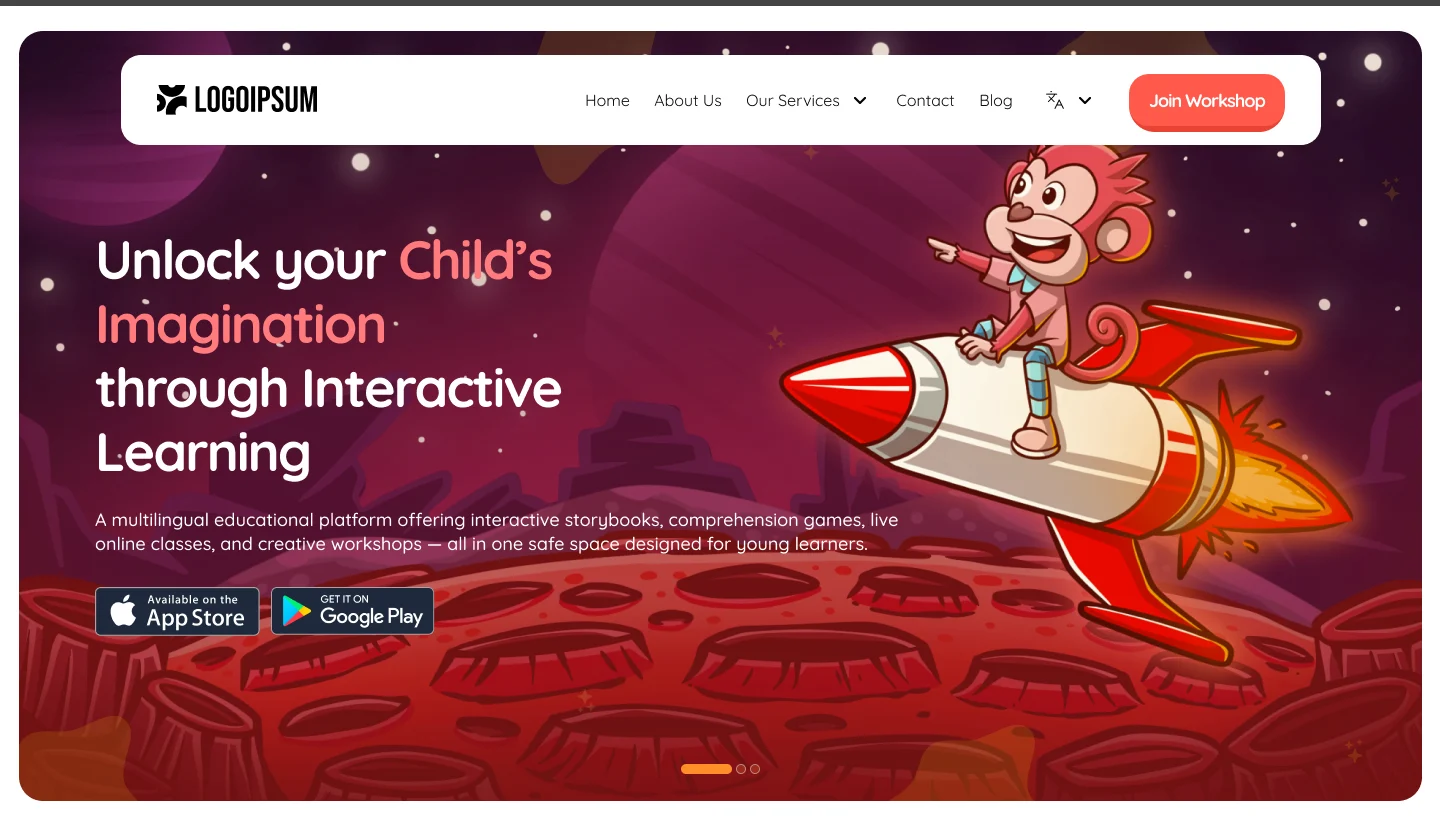 LOGOIPSUM
Home About Us Our Services Contact Blog Join Workshop
Unlock your Child’s
Imagination
through Interactive
Learning
A multilingual educational platform offering interactive storybooks, comprehension games, live
online classes, and creative workshops — all in one safe space designed for young learners.
Available on the
App Store
GET IT ON
Google Play